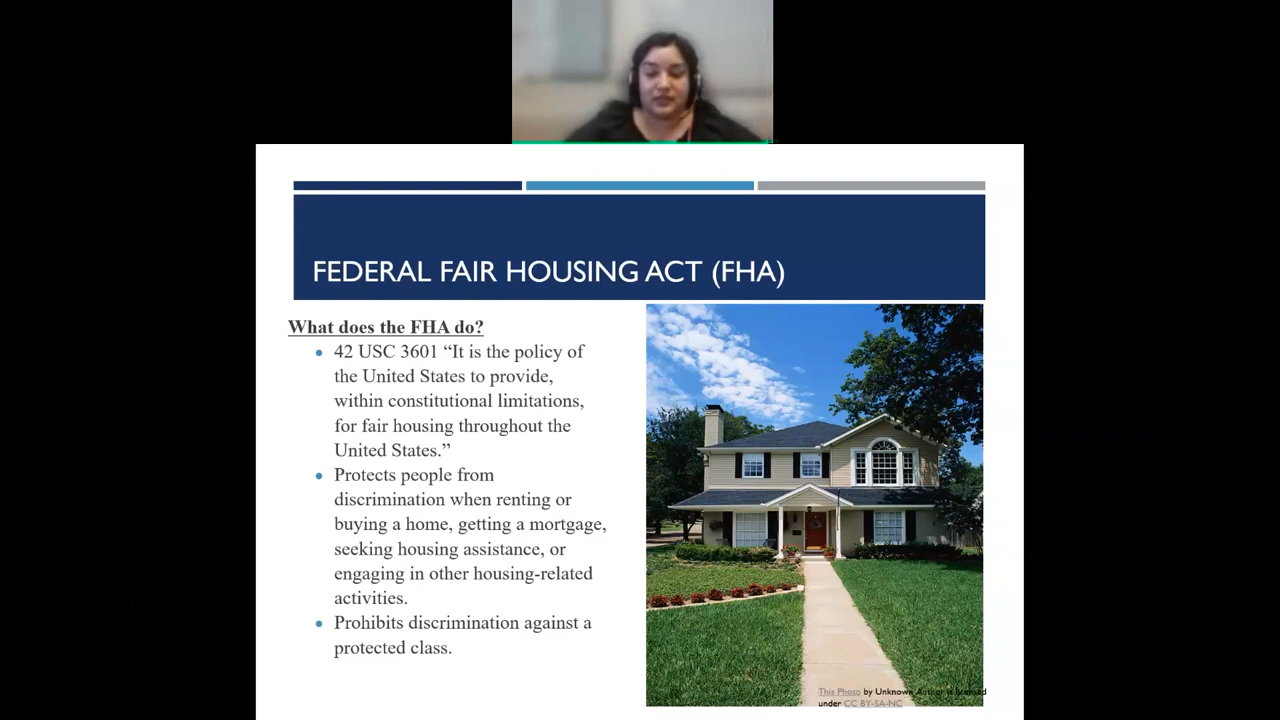 FEDERAL FAIR HOUSING ACT (FHA)
What does the FHA do?
• 42 USC 3601 “It is the policy of
the United States to provide,
within constitutional limitations,
for fair housing throughout the
United States.”
• Protects people from
discrimination when renting or
buying a home, getting a mortgage,
seeking housing assistance, or
engaging in other housing-related
activities.
• Prohibits discrimination against a
protected class.
This Photo by Unknown Author is licensed
under CC BY-SA-NC